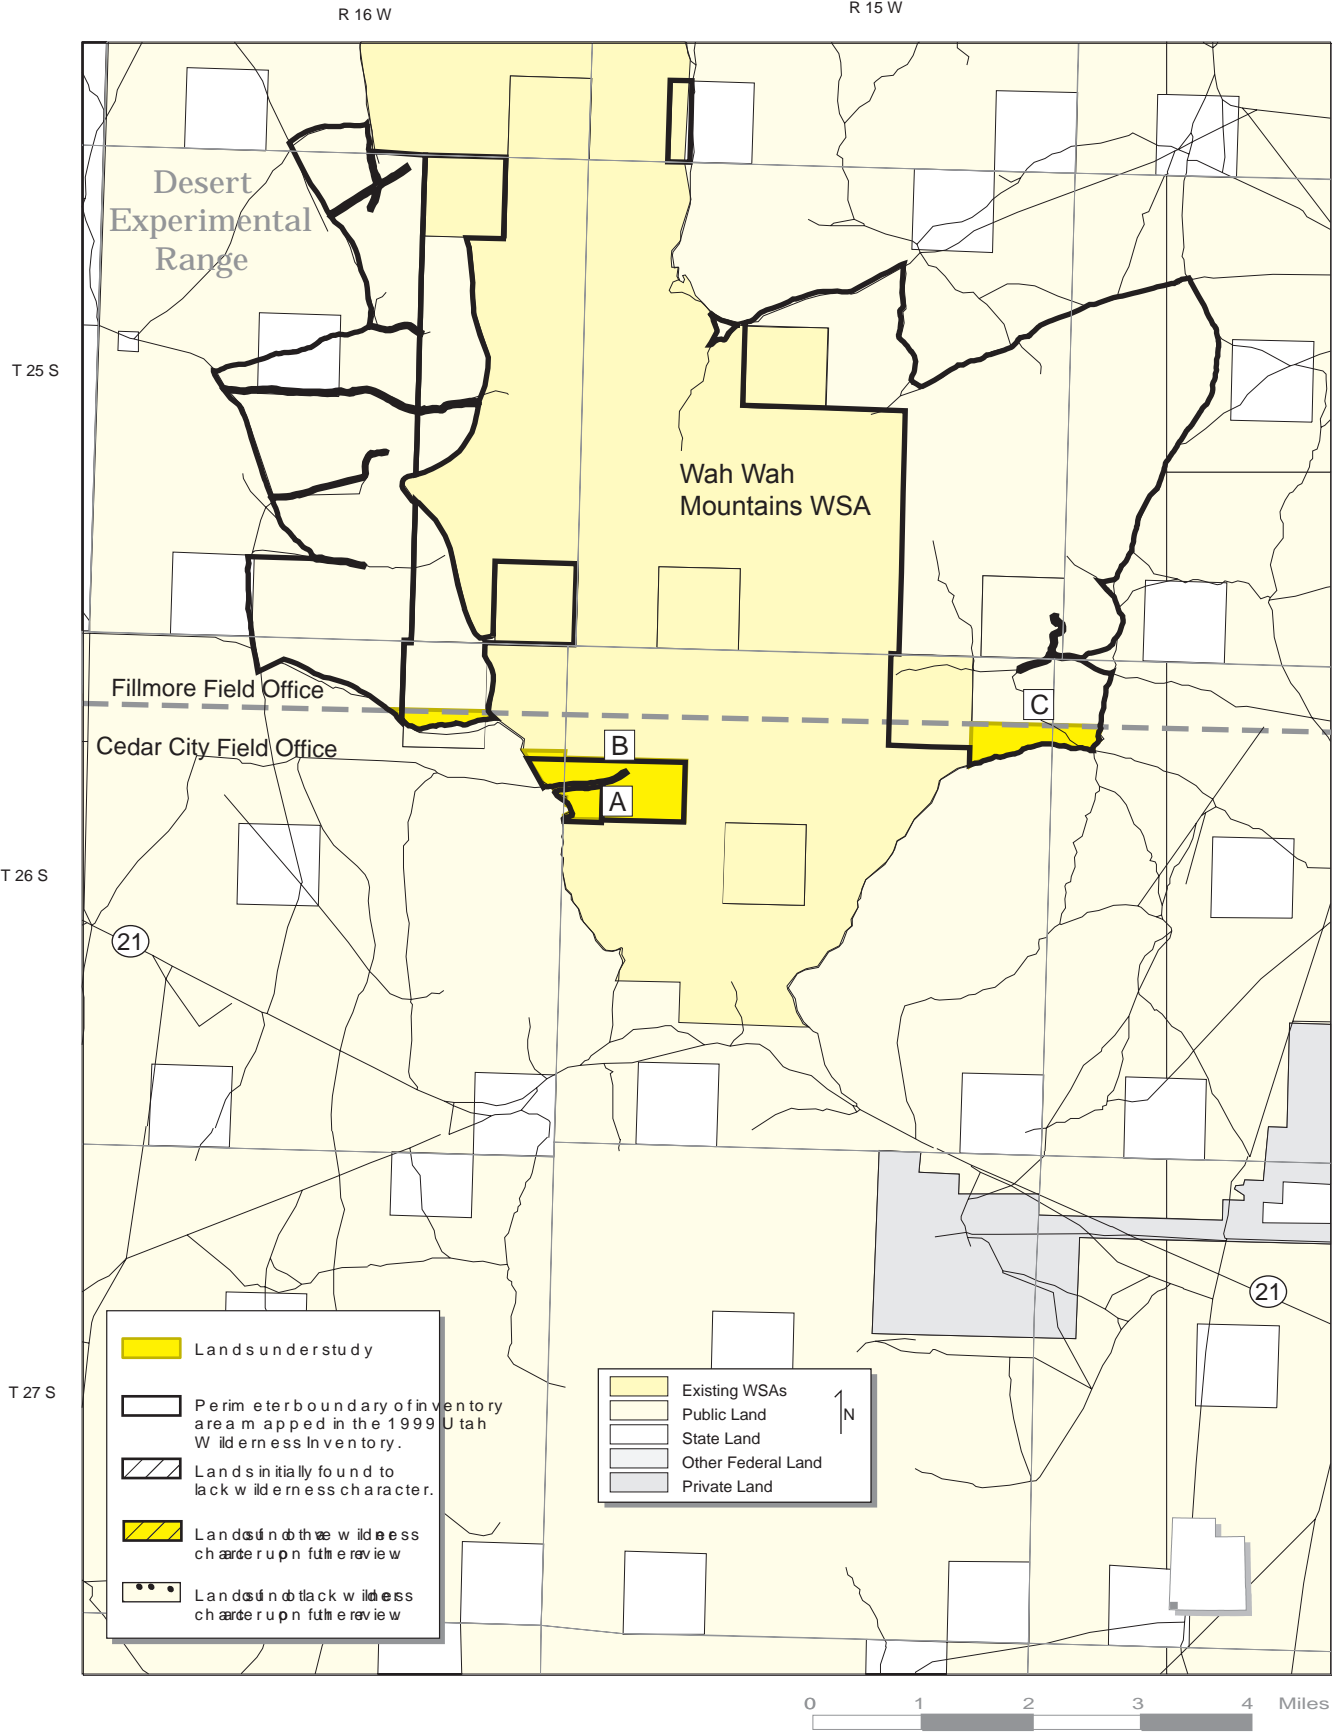 R 16 W
R 15 W
Desert
Experimental
Range
T 25 S
Wah Wah
Mountains WSA
Fillmore Field Office
Cedar City Field Office
C
B
A
T 26 S
21
21
T 27 S
Lands under study
Perimeter boundary of inventory
area mapped in the 1999 Utah
Wilderness Inventory.
Lands initially found to
lack wilderness character.
Existing WSAs
Public Land
State Land
Other Federal Land
Private Land
N
0 1 2 3 4 Miles